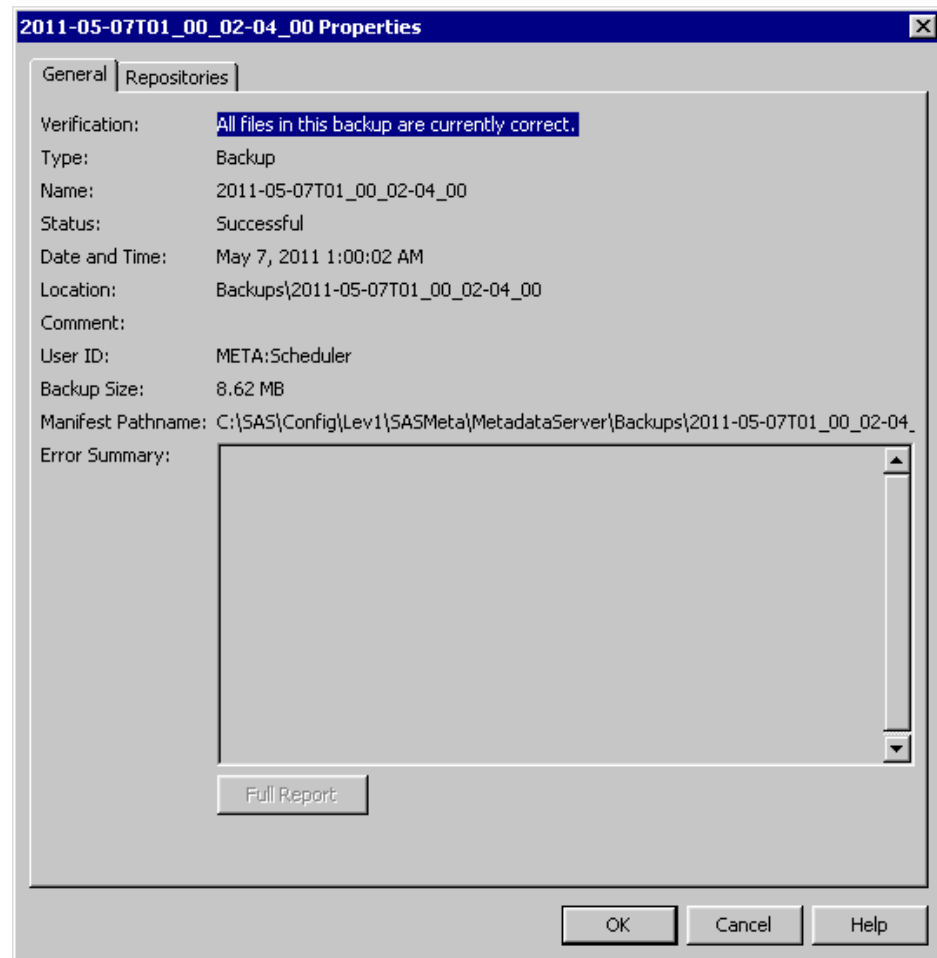 2011-05-07T01_00_02-04_00 Properties
General Repositories
Verification: All files in this backup are currently correct.
Type: Backup
Name: 2011-05-07T01_00_02-04_00
Status: Successful
Date and Time: May 7, 2011 1:00:02 AM
Location: Backups\2011-05-07T01_00_02-04_00
Comment:
User ID: META:Scheduler
Backup Size: 8.62 MB
Manifest Pathname: C:\SAS\Config\Lev1\SASMeta\MetadataServer\Backups\2011-05-07T01_00_02-04_
Error Summary:
Full Report
OK Cancel Help